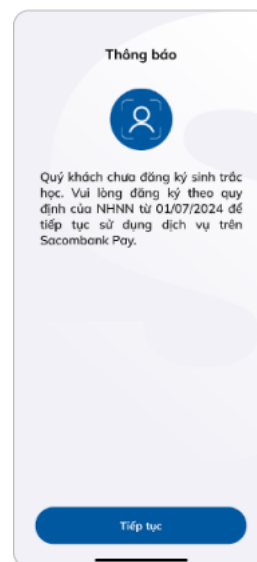 Thông báo
Quý khách chưa đăng ký sinh trắc
học. Vui lòng đăng ký theo quy
định của NHNN từ 01/07/2024 để
tiếp tục sử dụng dịch vụ trên
Sacombank Pay.
Tiếp tục